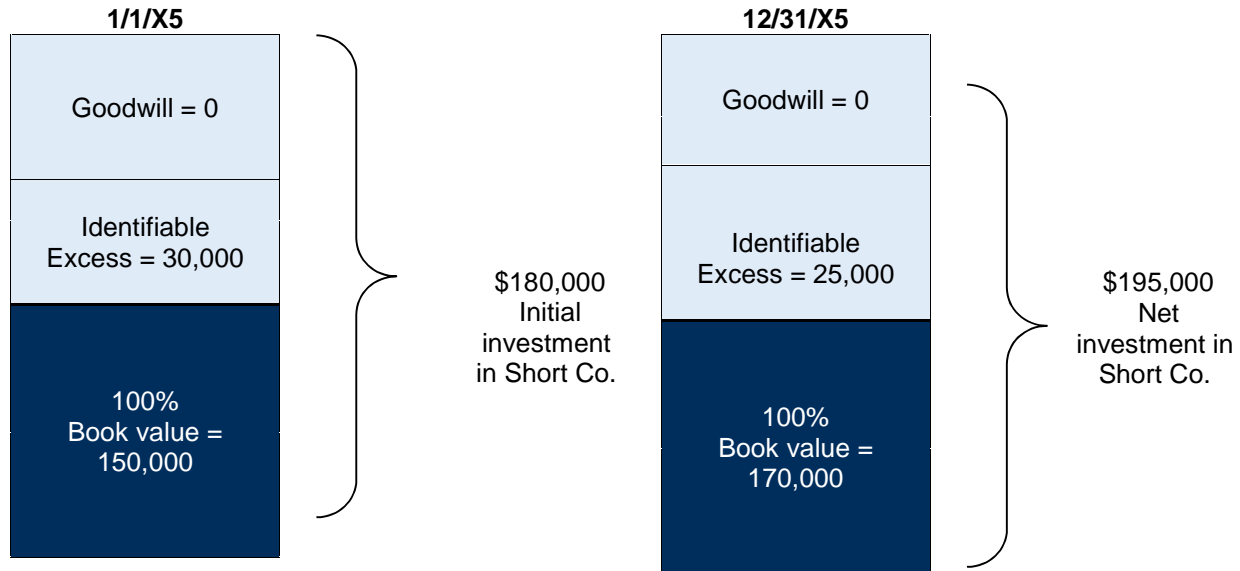 1/1/X5
Goodwill = 0
Identifiable
Excess = 30,000
100%
Book value =
150,000
$180,000
Initial
investment
in Short Co.
12/31/X5
Goodwill = 0
Identifiable
Excess = 25,000
100%
Book value =
170,000
$195,000
Net
investment in
Short Co.